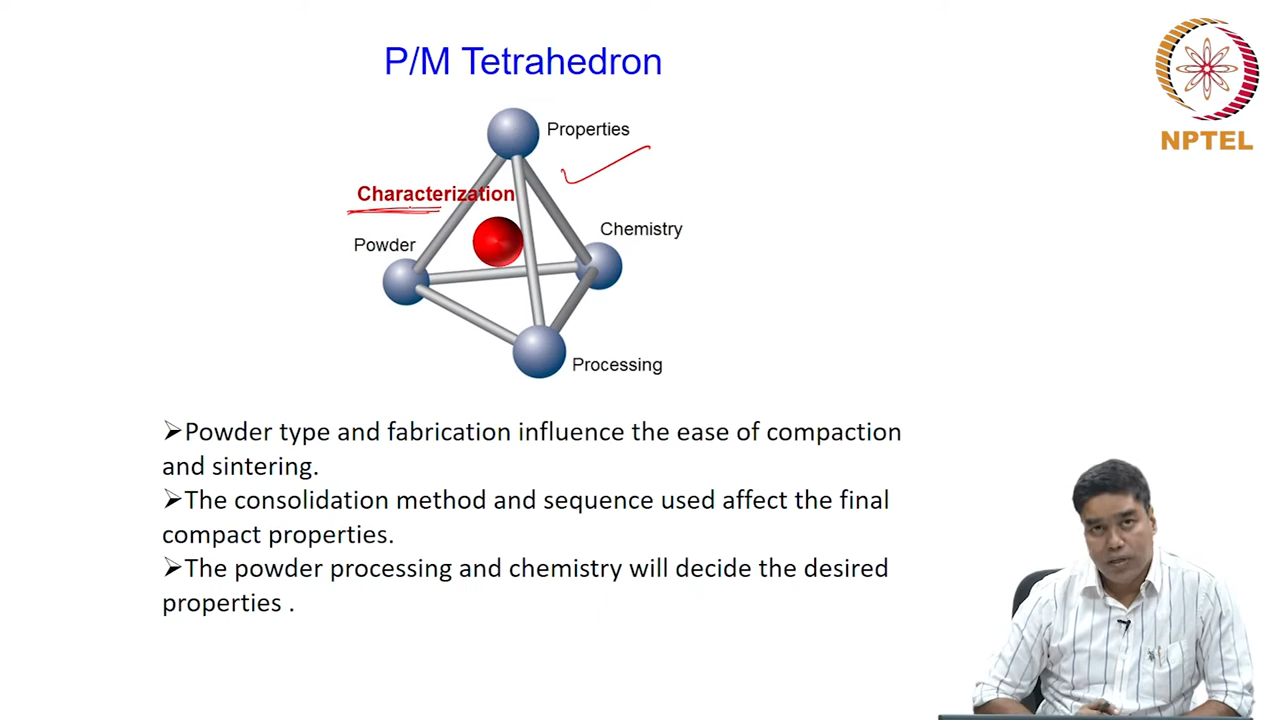 P/M Tetrahedron
NPTEL
Properties
Characterization
Chemistry
Powder
Processing
➢Powder type and fabrication influence the ease of compaction
and sintering.
➢The consolidation method and sequence used affect the final
compact properties.
➢The powder processing and chemistry will decide the desired
properties .